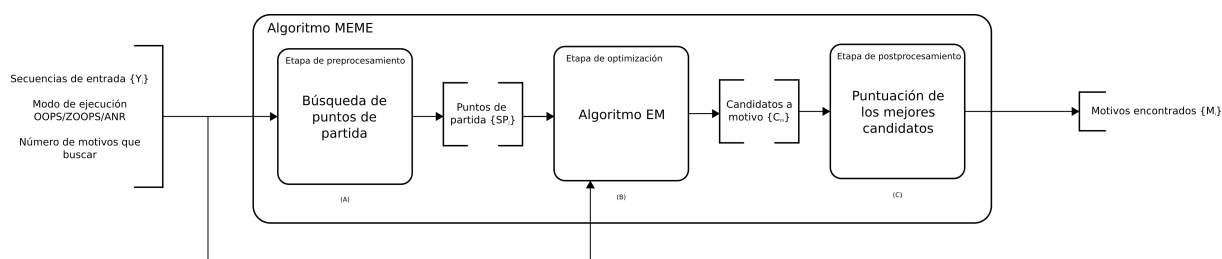 Algoritmo MEME
Secuencias de entrada {Yᵢ}
Modo de ejecución
OOPS/ZOOPS/ANR
Número de motivos que
buscar
Etapa de preprocesamiento
Búsqueda de
puntos de
partida
(A)
Puntos de
partida {SPᵢ}
Etapa de optimización
Algoritmo EM
(B)
Candidatos a
motivo {Cₘ}
Etapa de postprocesamiento
Puntuación de
los mejores
candidatos
(C)
Motivos encontrados {Mᵢ}